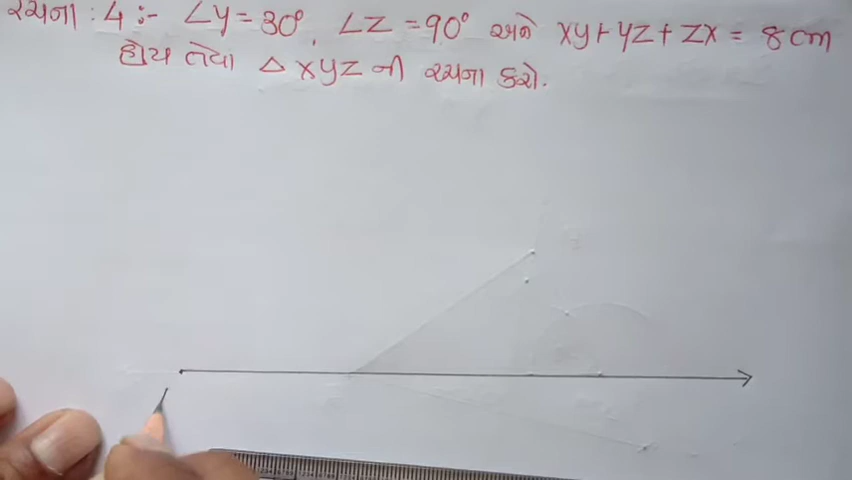 રચના : 4 :- ∠Y = 30°, ∠Z = 90° અને XY + YZ + ZX = 8 cm
હોય તેવા △ XYZ ની રચના કરો.